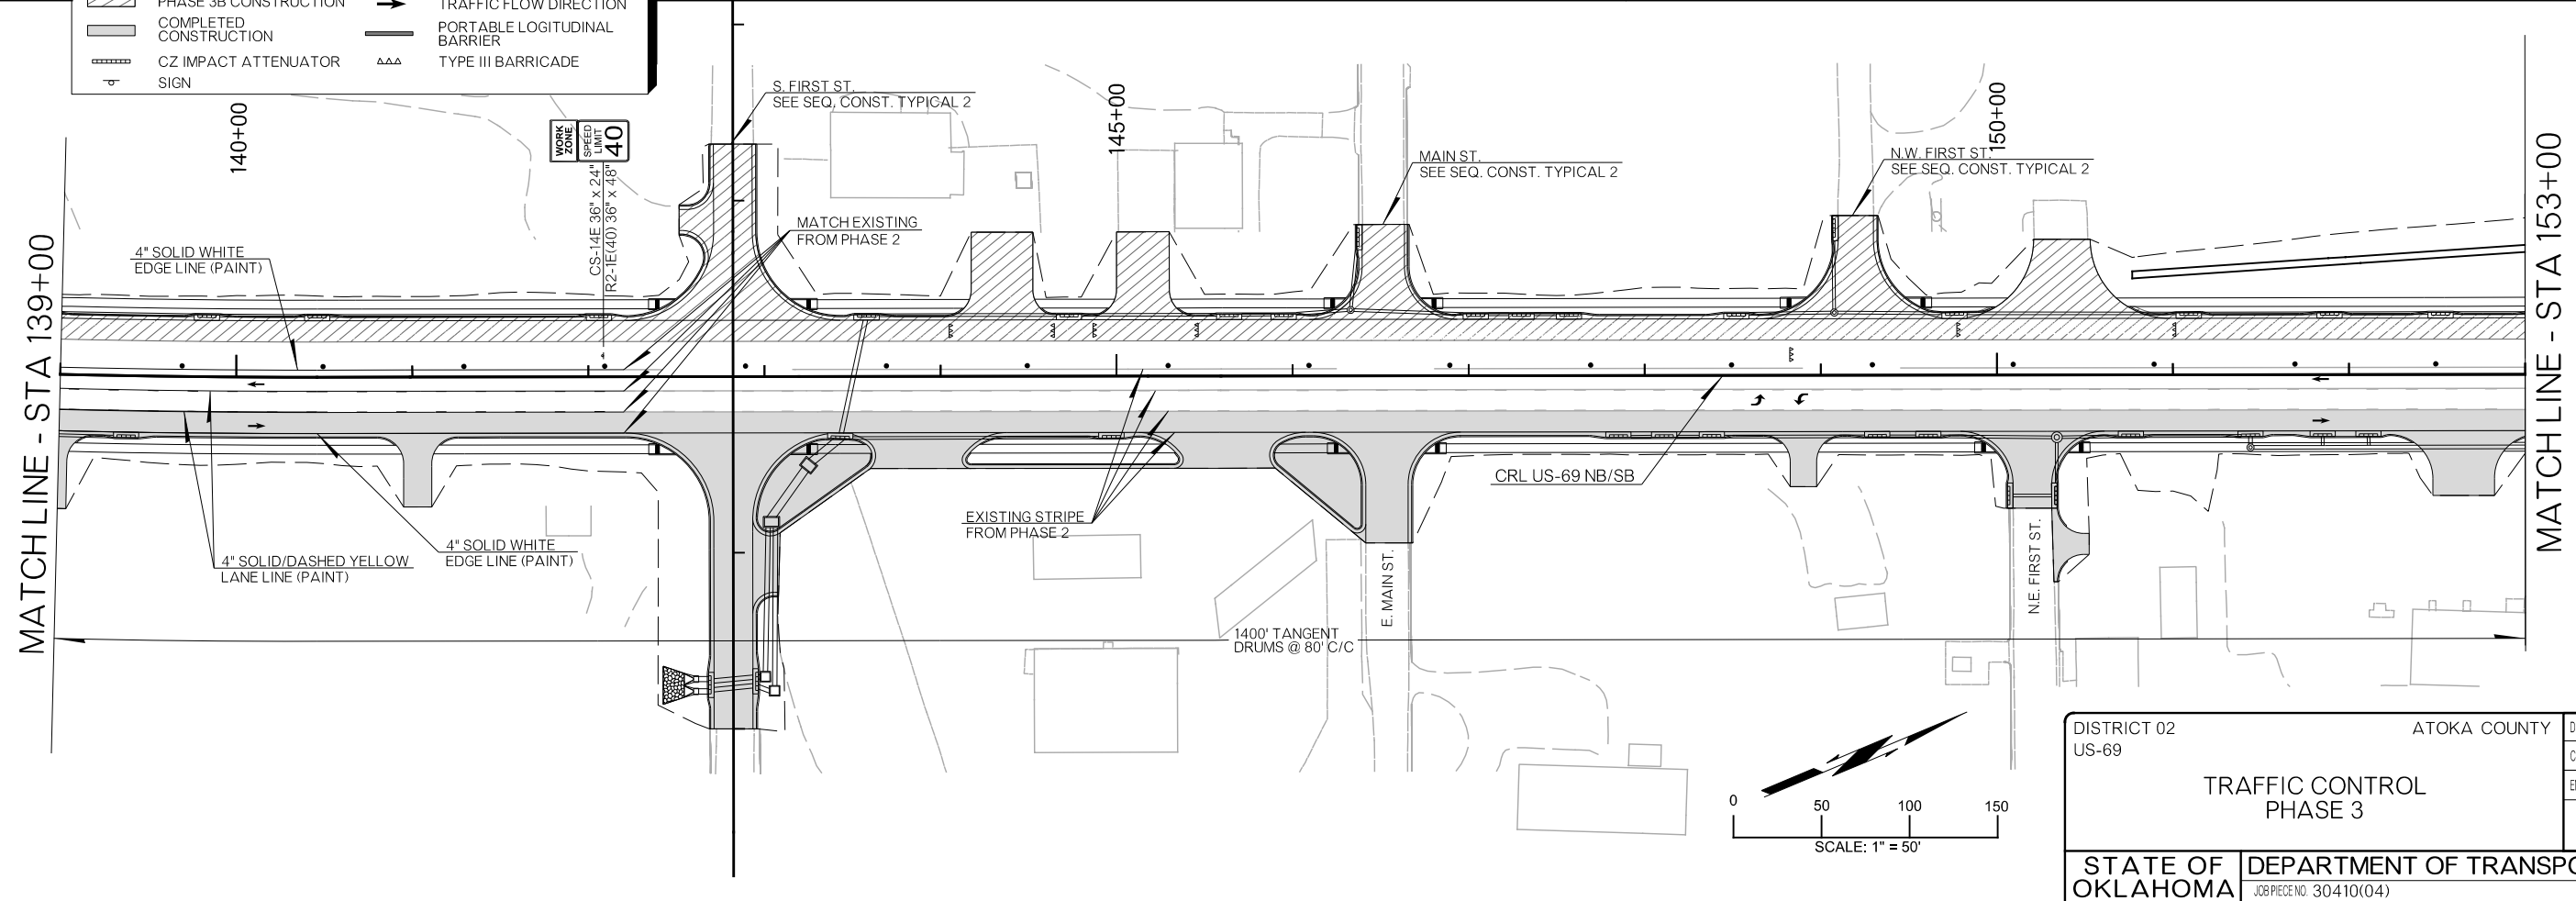 PHASE 3B CONSTRUCTION
TRAFFIC FLOW DIRECTION
COMPLETED
CONSTRUCTION
PORTABLE LOGITUDINAL
BARRIER
CZ IMPACT ATTENUATOR
TYPE III BARRICADE
SIGN
140+00
WORK
ZONE
SPEED
LIMIT
40
CS-14E 36" x 24"
R2-1E(40) 36" x 48"
S. FIRST ST.
SEE SEQ. CONST. TYPICAL 2
145+00
MAIN ST.
SEE SEQ. CONST. TYPICAL 2
150+00
N.W. FIRST ST.
SEE SEQ. CONST. TYPICAL 2
MATCH LINE - STA 139+00
MATCH LINE - STA 153+00
4" SOLID WHITE
EDGE LINE (PAINT)
MATCH EXISTING
FROM PHASE 2
CRL US-69 NB/SB
EXISTING STRIPE
FROM PHASE 2
4" SOLID/DASHED YELLOW
LANE LINE (PAINT)
4" SOLID WHITE
EDGE LINE (PAINT)
E. MAIN ST.
N.E. FIRST ST.
1400' TANGENT
DRUMS @ 80' C/C
0 50 100 150
SCALE: 1" = 50'
DISTRICT 02
ATOKA COUNTY
US-69
TRAFFIC CONTROL
PHASE 3
STATE OF
OKLAHOMA
DEPARTMENT OF TRANSPO
JOB PIECE NO. 30410(04)